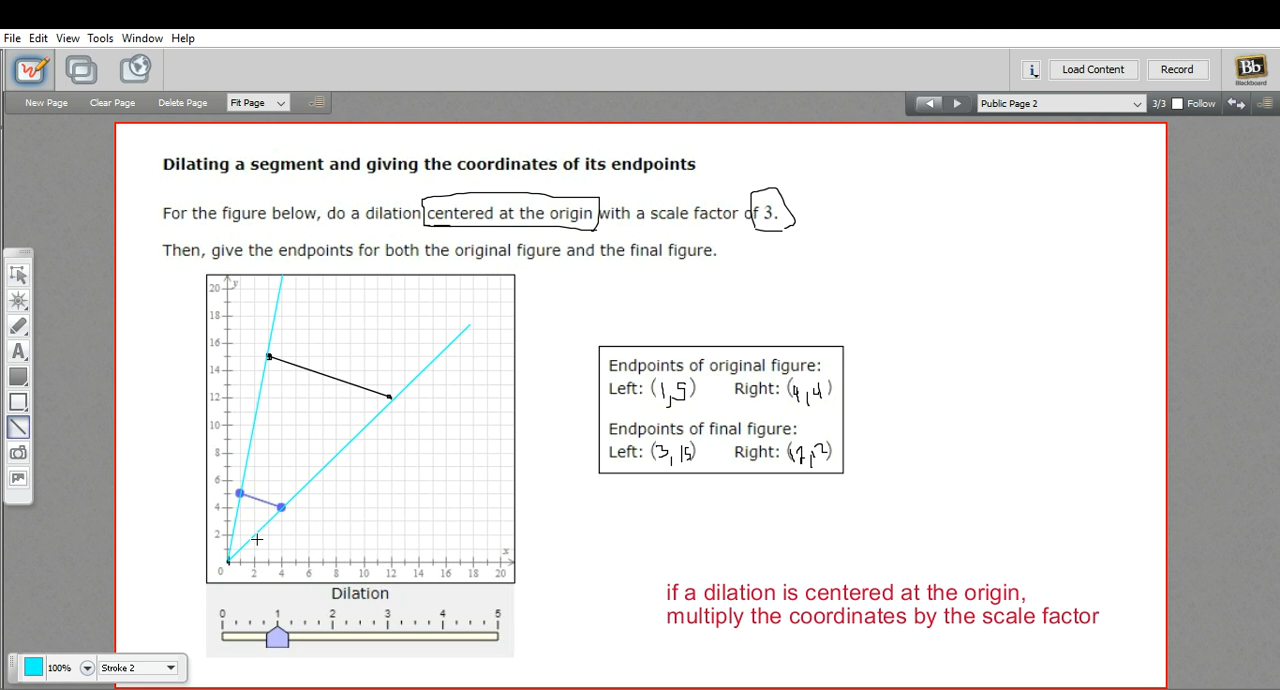 File Edit View Tools Window Help
Load Content Record Bb
Blackboard
New Page Clear Page Delete Page Fit Page Public Page 2 3/3 Follow
Dilating a segment and giving the coordinates of its endpoints
For the figure below, do a dilation centered at the origin with a scale factor of 3.
Then, give the endpoints for both the original figure and the final figure.
20 y
18
16
14
12
10
8
6
4
2
x
0 2 4 6 8 10 12 14 16 18 20
Endpoints of original figure:
Left: (1,5) Right: (4,4)
Endpoints of final figure:
Left: (3,15) Right: (12,12)
Dilation
0 1 2 3 4 5
if a dilation is centered at the origin,
multiply the coordinates by the scale factor
A
100% Stroke 2